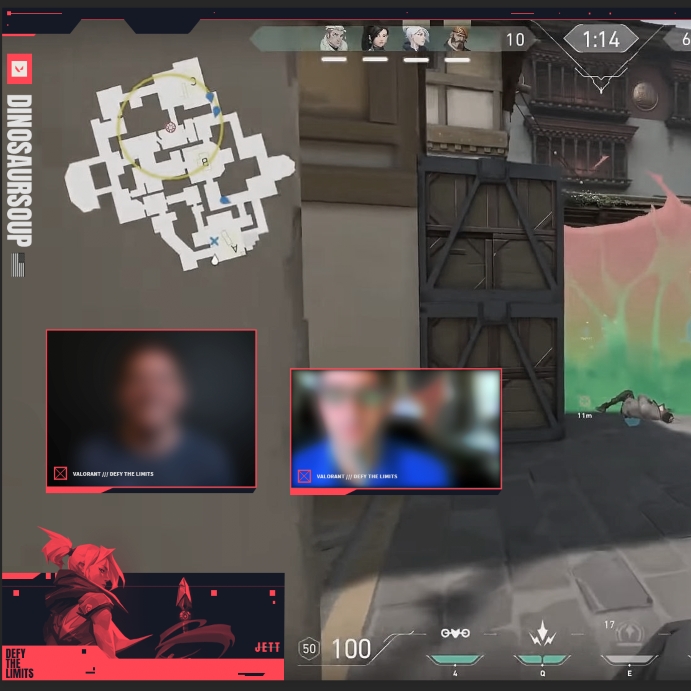 10
1:14
6
DINOSAURSOUP
C
B
A
11m
VALORANT /// DEFY THE LIMITS
VALORANT /// DEFY THE LIMITS
JETT
DEFY
THE
LIMITS
50
100
17
4
Q
E